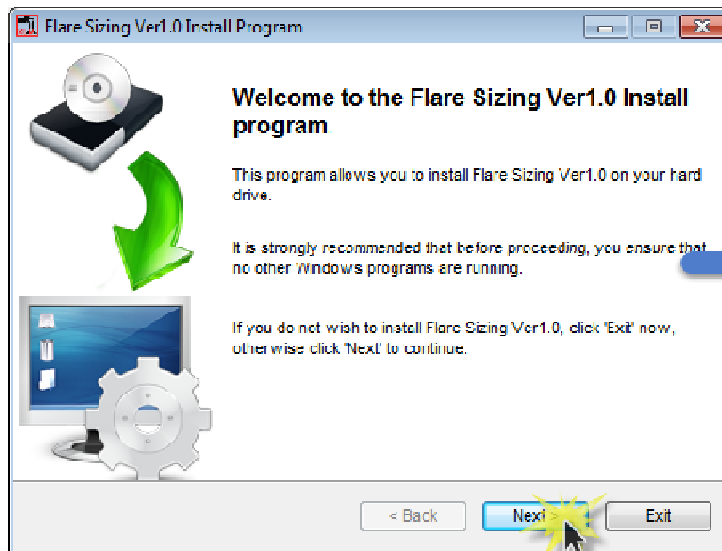 Flare Sizing Ver1.0 Install Program
Welcome to the Flare Sizing Ver1.0 Install
program
This program allows you to install Flare Sizing Ver1.0 on your hard
drive.
It is strongly recommended that before proceeding, you ensure that
no other Windows programs are running.
If you do not wish to install Flare Sizing Ver1.0, click 'Exit' now,
otherwise click 'Next' to continue.
< Back
Next >
Exit